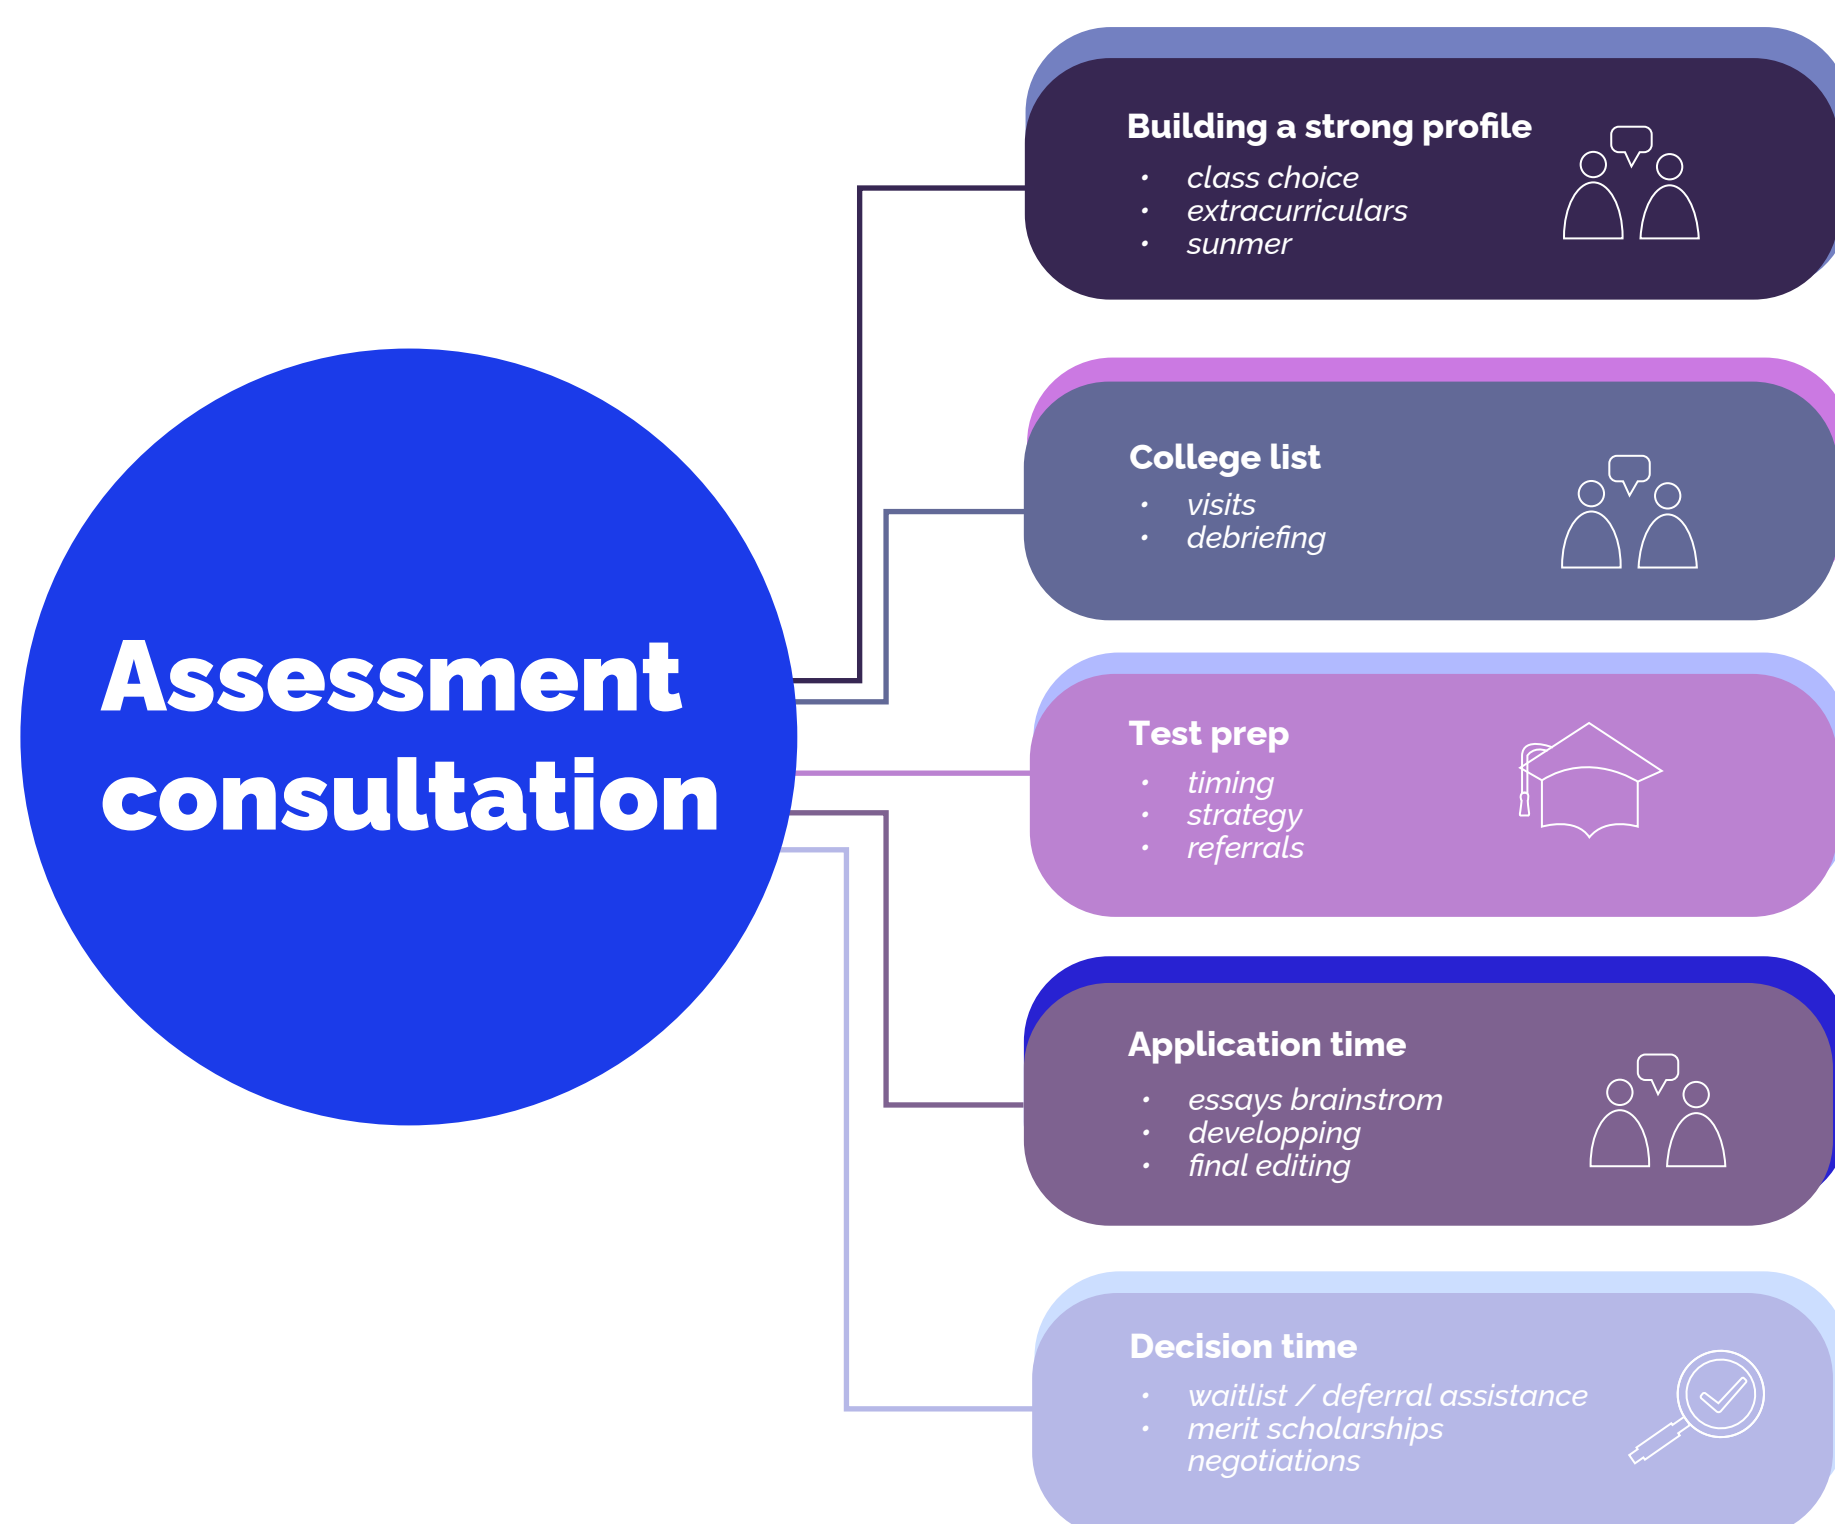 Assessment
consultation
Building a strong profile
• class choice
• extracurriculars
• sunmer
College list
• visits
• debriefing
Test prep
• timing
• strategy
• referrals
Application time
• essays brainstrom
• developping
• final editing
Decision time
• waitlist / deferral assistance
• merit scholarships
negotiations